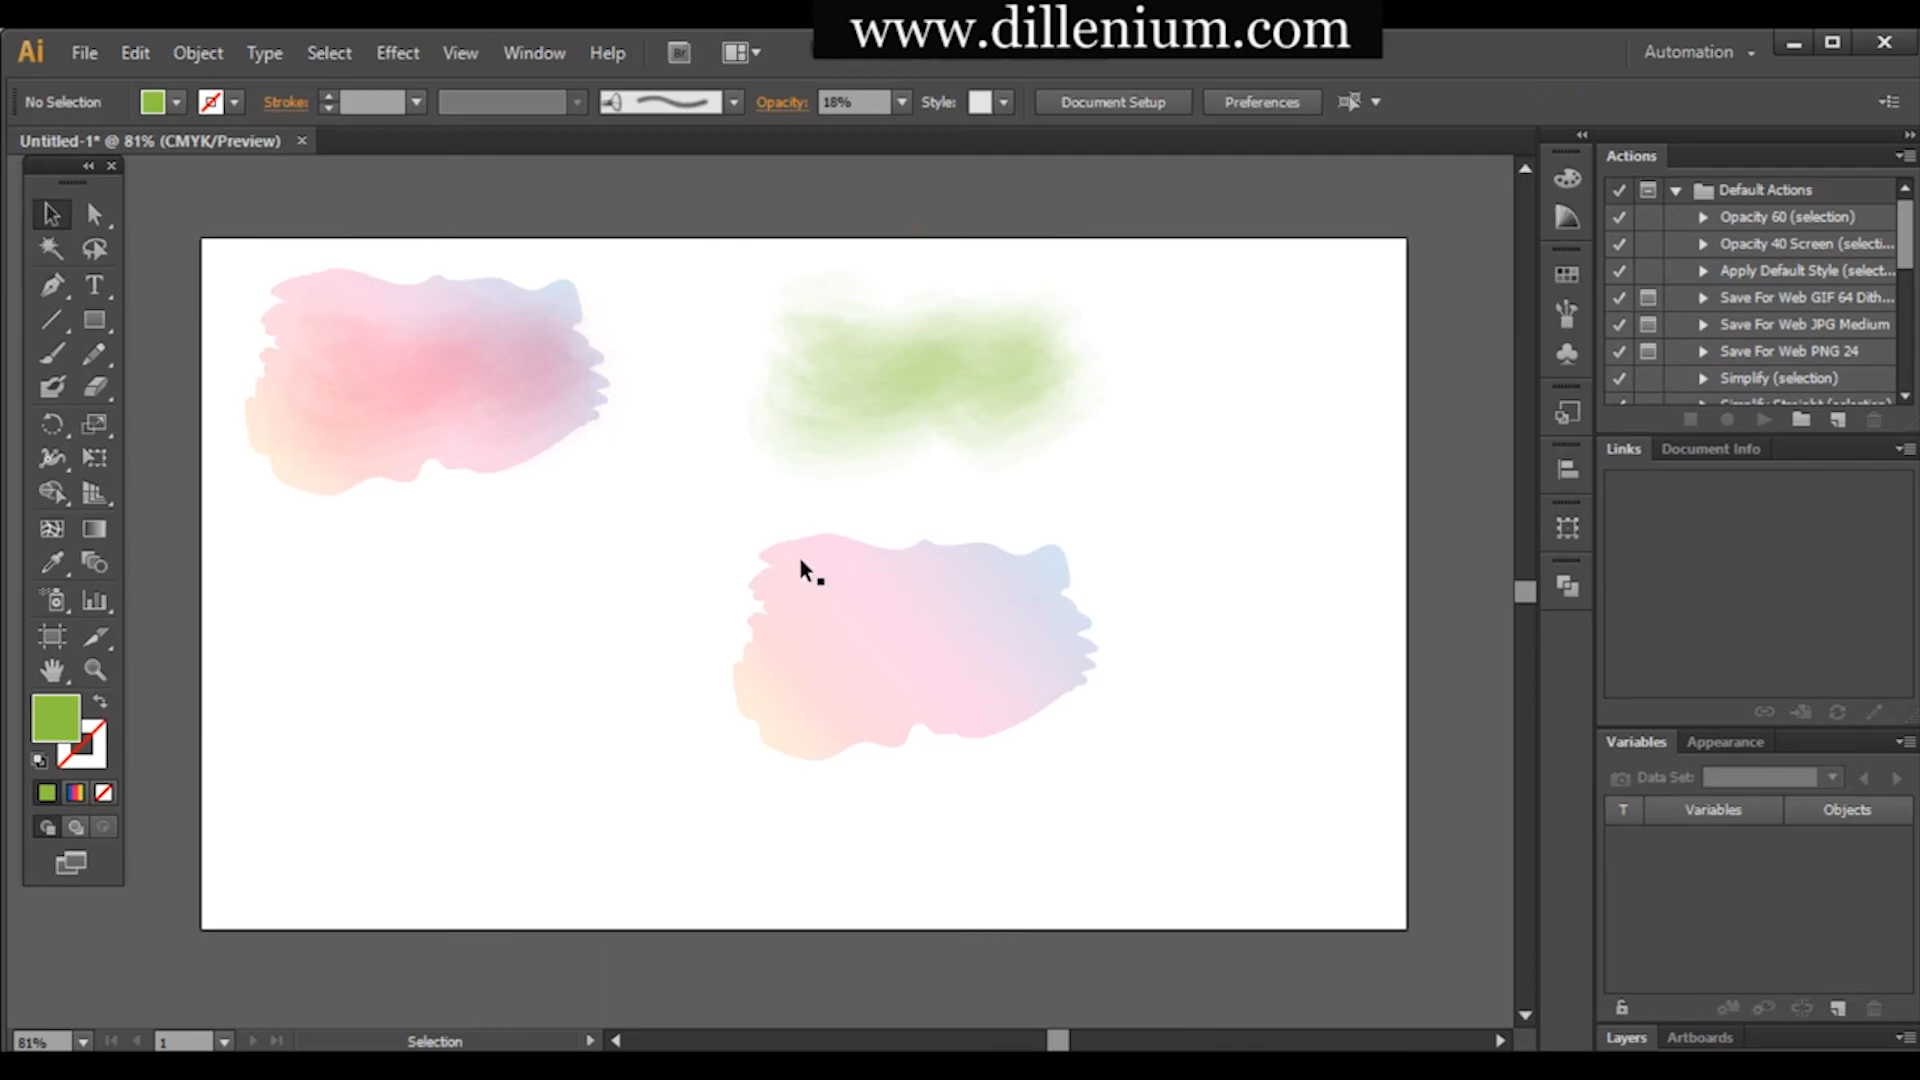 www.dillenium.com
Ai File Edit Object Type Select Effect View Window Help Br Automation
No Selection Stroke: Opacity: 18% Style: Document Setup Preferences
Untitled-1* @ 81% (CMYK/Preview)
T
Actions
Default Actions
Opacity 60 (selection)
Opacity 40 Screen (selecti...
Apply Default Style (select...
Save For Web GIF 64 Dith...
Save For Web JPG Medium
Save For Web PNG 24
Simplify (selection)
Links Document Info
Variables Appearance
Data Set:
T Variables Objects
Layers Artboards
81% 1 Selection